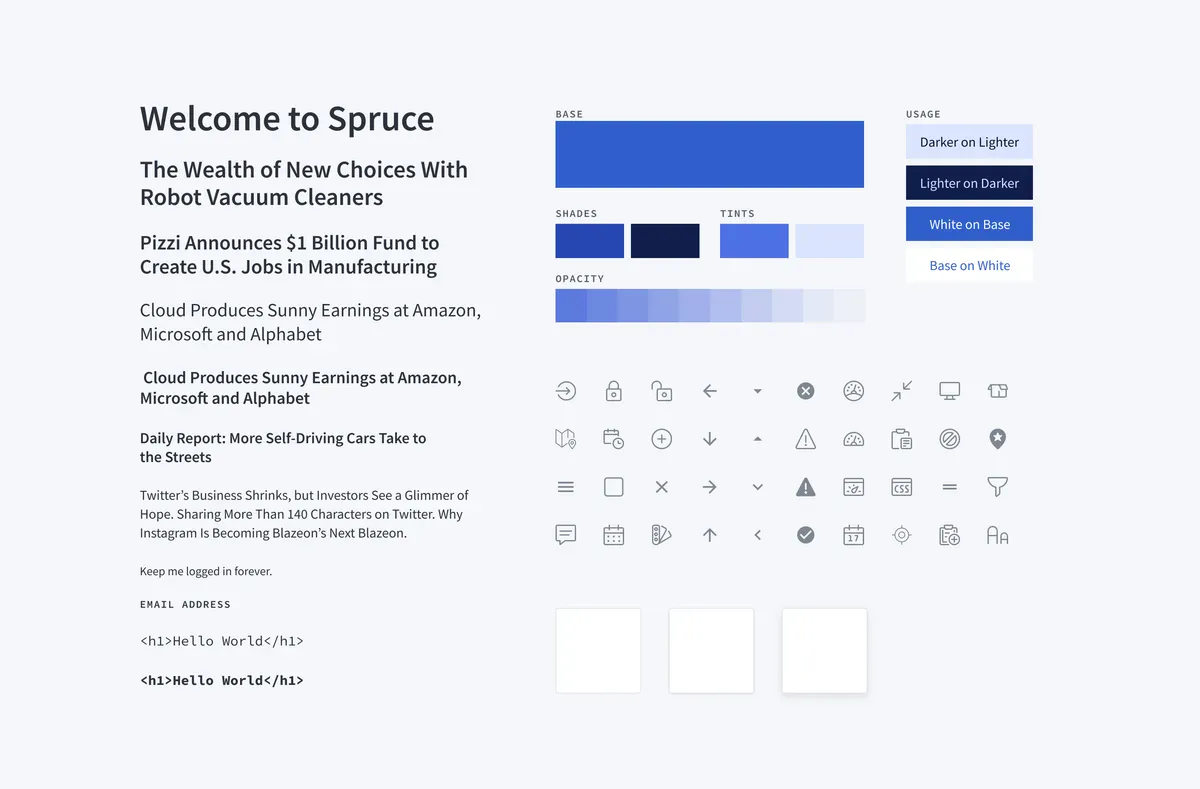 Welcome to Spruce
The Wealth of New Choices With
Robot Vacuum Cleaners
Pizzi Announces $1 Billion Fund to
Create U.S. Jobs in Manufacturing
Cloud Produces Sunny Earnings at Amazon,
Microsoft and Alphabet
Cloud Produces Sunny Earnings at Amazon,
Microsoft and Alphabet
Daily Report: More Self-Driving Cars Take to
the Streets
Twitter’s Business Shrinks, but Investors See a Glimmer of
Hope. Sharing More Than 140 Characters on Twitter. Why
Instagram Is Becoming Blazeon’s Next Blazeon.
Keep me logged in forever.
EMAIL ADDRESS
<h1>Hello World</h1>
<h1>Hello World</h1>
BASE
SHADES
TINTS
OPACITY
USAGE
Darker on Lighter
Lighter on Darker
White on Base
Base on White
CSS
17
AA